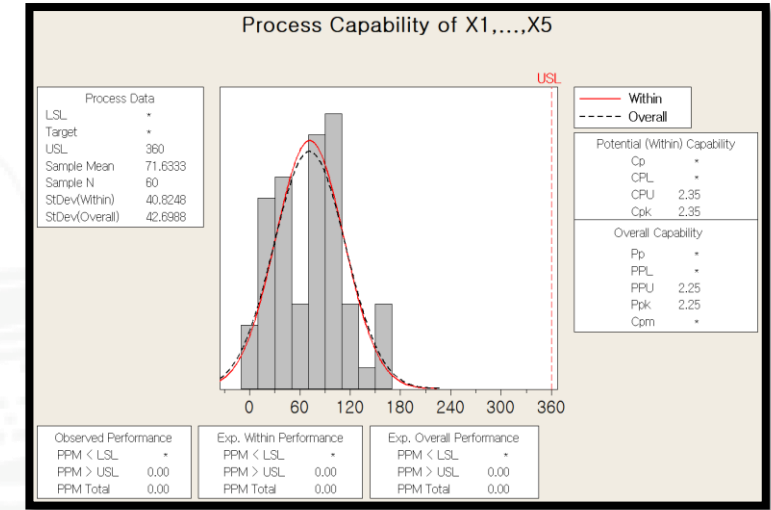 Process Capability of X1,...,X5
USL
Process Data
LSL *
Target *
USL 360
Sample Mean 71.6333
Sample N 60
StDev(Within) 40.8248
StDev(Overall) 42.6988
Within
Overall
Potential (Within) Capability
Cp *
CPL *
CPU 2.35
Cpk 2.35
Overall Capability
Pp *
PPL *
PPU 2.25
Ppk 2.25
Cpm *
0 60 120 180 240 300 360
Observed Performance
PPM < LSL *
PPM > USL 0.00
PPM Total 0.00
Exp. Within Performance
PPM < LSL *
PPM > USL 0.00
PPM Total 0.00
Exp. Overall Performance
PPM < LSL *
PPM > USL 0.00
PPM Total 0.00